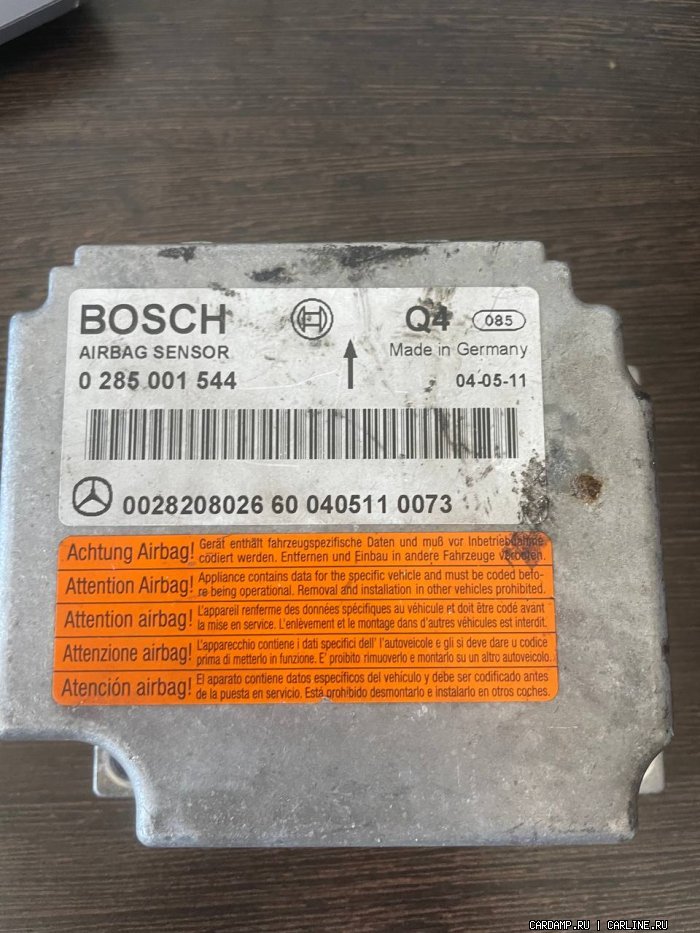 BOSCH Q4 085
AIRBAG SENSOR Made in Germany
0 285 001 544 04-05-11
0028208026 60 040511 0073
Achtung Airbag! Gerät enthält fahrzeugspezifische Daten und muß vor Inbetriebnahme
codiert werden. Entfernen und Einbau in andere Fahrzeuge verboten.
Attention Airbag! Appliance contains data for the specific vehicle and must be coded befo-
re being operational. Removal and installation in other vehicles prohibited.
Attention airbag! L'appareil renferme des données spécifiques au véhicule et doit être codé avant
la mise en service. L'enlèvement et le montage dans d'autres véhicules est interdit.
Attenzione airbag! L'apparecchio contiene i dati specifici dell' l'autoveicolo e gli si deve dare u codice
prima di metterlo in funzione. E' proibito rimuoverlo e montarlo su un altro autoveicolo.
Atención airbag! El aparato contiene datos especificos del vehículo y debe ser codificado antes
de la puesta en servicio. Está prohibido desmontarlo e instalarlo en otros coches.
CARDAMP.RU | CARLINE.RU